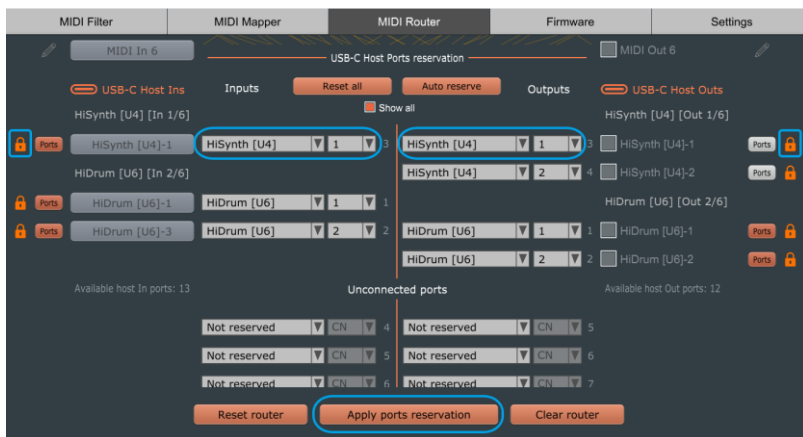 MIDI Filter MIDI Mapper MIDI Router Firmware Settings
MIDI In 6 USB-C Host Ports reservation MIDI Out 6
USB-C Host Ins Inputs Reset all Auto reserve Outputs USB-C Host Outs
Show all
HiSynth [U4] [In 1/6] HiSynth [U4] [Out 1/6]
Ports HiSynth [U4]-1 HiSynth [U4] 1 3 HiSynth [U4] 1 3 HiSynth [U4]-1 Ports
HiDrum [U6] [In 2/6] HiSynth [U4] 2 4 HiSynth [U4]-2 Ports
Ports HiDrum [U6]-1 HiDrum [U6] 1 1 HiDrum [U6] [Out 2/6]
Ports HiDrum [U6]-3 HiDrum [U6] 2 2 HiDrum [U6] 1 1 HiDrum [U6]-1 Ports
HiDrum [U6] 2 2 HiDrum [U6]-2 Ports
Available host In ports: 13 Unconnected ports Available host Out ports: 12
Not reserved CN 4 Not reserved CN 5
Not reserved CN 5 Not reserved CN 6
Not reserved CN 6 Not reserved CN 7
Reset router Apply ports reservation Clear router